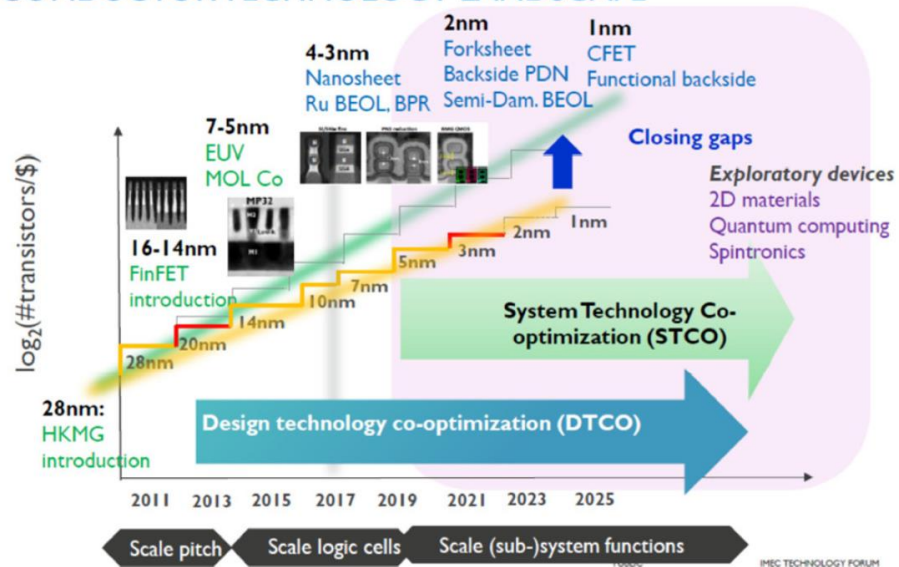 2nm
Forksheet
Backside PDN
Semi-Dam. BEOL
1nm
CFET
Functional backside
4-3nm
Nanosheet
Ru BEOL, BPR
7-5nm
EUV
MOL Co
Closing gaps
Exploratory devices
2D materials
Quantum computing
Spintronics
MP32
16-14nm
FinFET
introduction
log₂(#transistors/$)
28nm
20nm
14nm
10nm
7nm
5nm
3nm
2nm
1nm
System Technology Co-
optimization (STCO)
28nm:
HKMG
introduction
Design technology co-optimization (DTCO)
2011 2013 2015 2017 2019 2021 2023 2025
Scale pitch
Scale logic cells
Scale (sub-)system functions
IMEC TECHNOLOGY FORUM